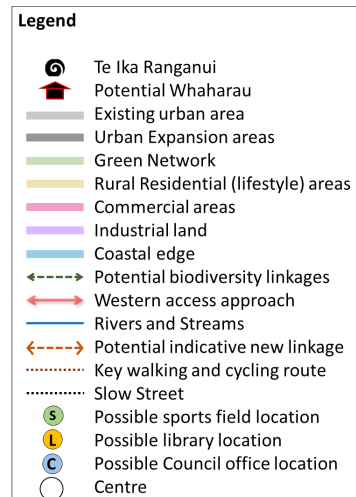 Legend
Te Ika Ranganui
Potential Whaharau
Existing urban area
Urban Expansion areas
Green Network
Rural Residential (lifestyle) areas
Commercial areas
Industrial land
Coastal edge
Potential biodiversity linkages
Western access approach
Rivers and Streams
Potential indicative new linkage
Key walking and cycling route
Slow Street
S Possible sports field location
L Possible library location
C Possible Council office location
Centre